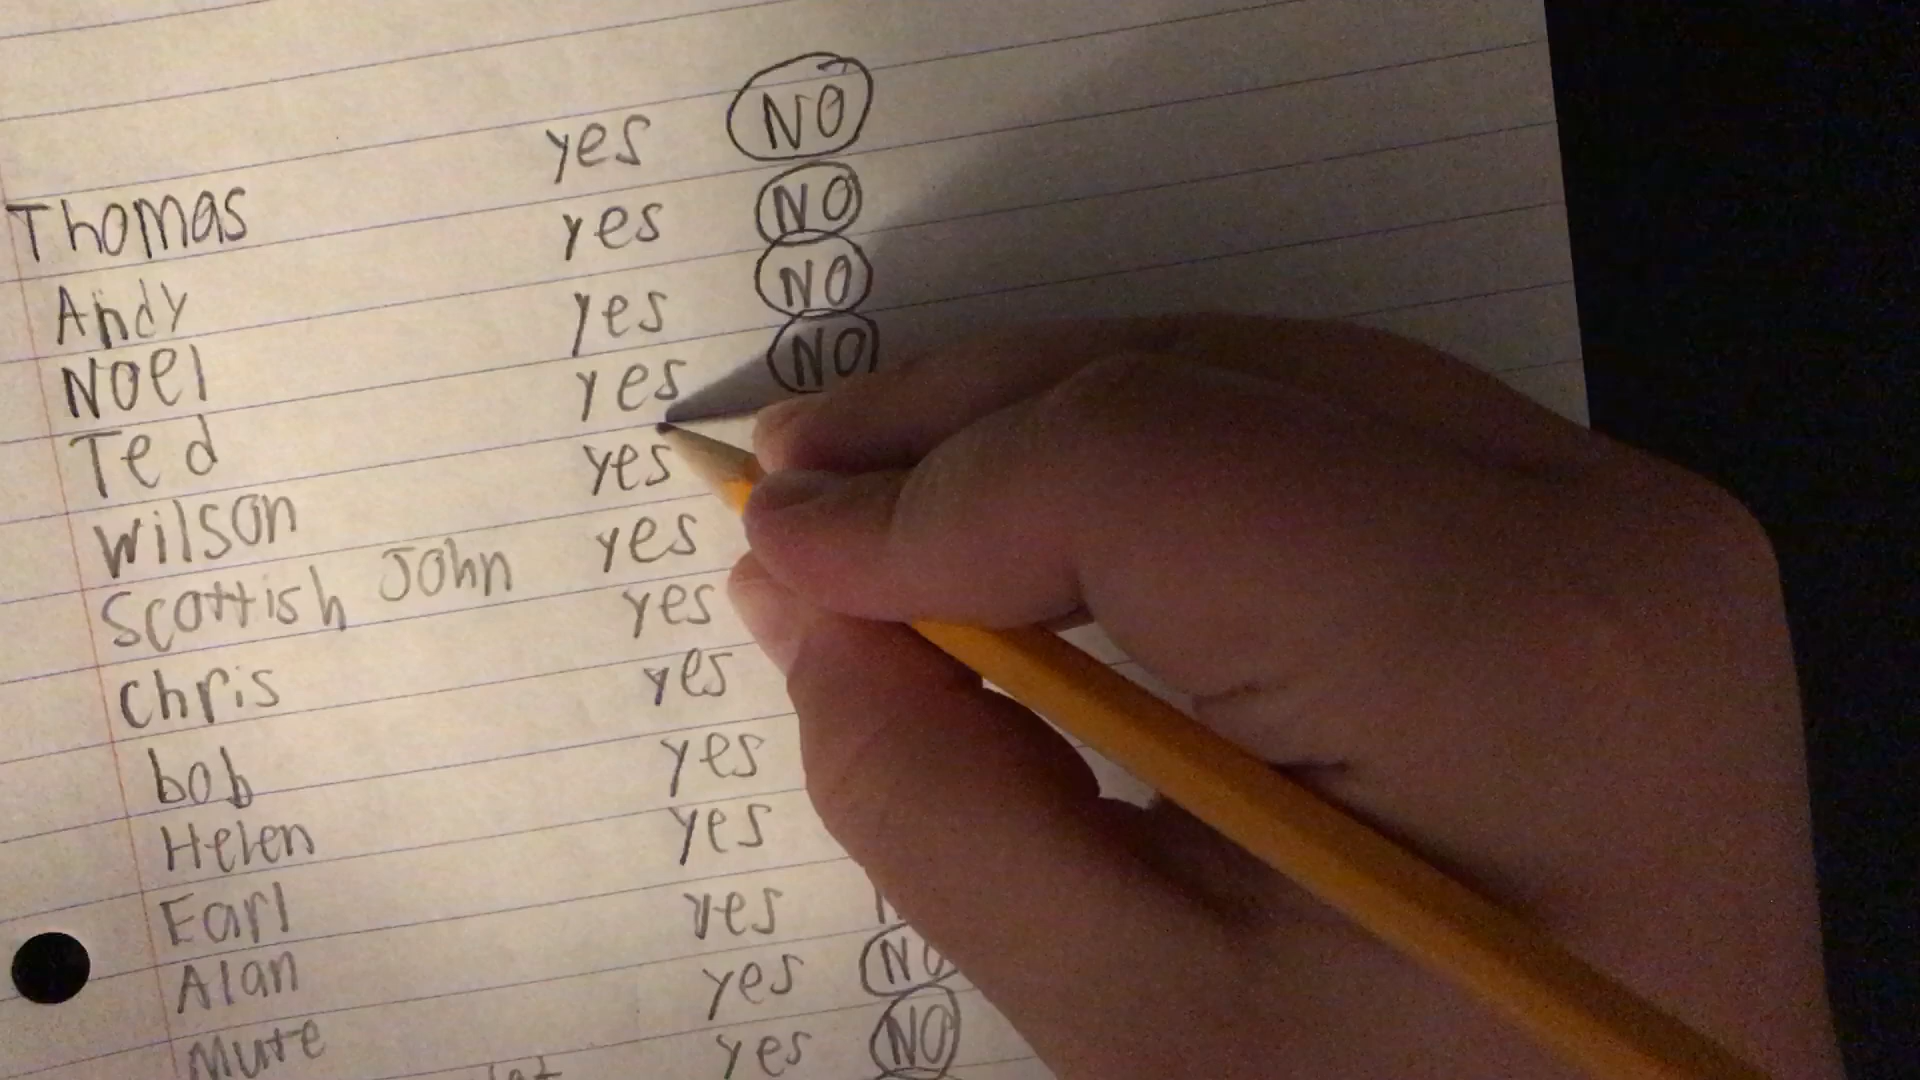 Thomas yes NO
Andy yes NO
Noel yes NO
Ted yes NO
Wilson yes
Scottish John yes
Chris yes
bob yes
Helen yes
Earl yes
Alan yes
Mute yes NO
yes NO